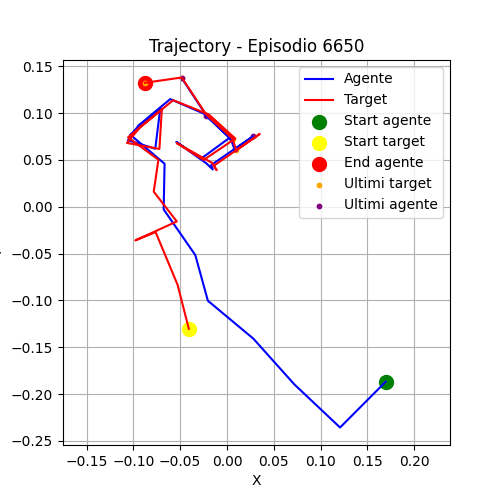 Trajectory - Episodio 6650
Agente
Target
Start agente
Start target
End agente
Ultimi target
Ultimi agente
0.15
0.10
0.05
0.00
−0.05
−0.10
−0.15
−0.20
−0.25
−0.15 −0.10 −0.05 0.00 0.05 0.10 0.15 0.20
X